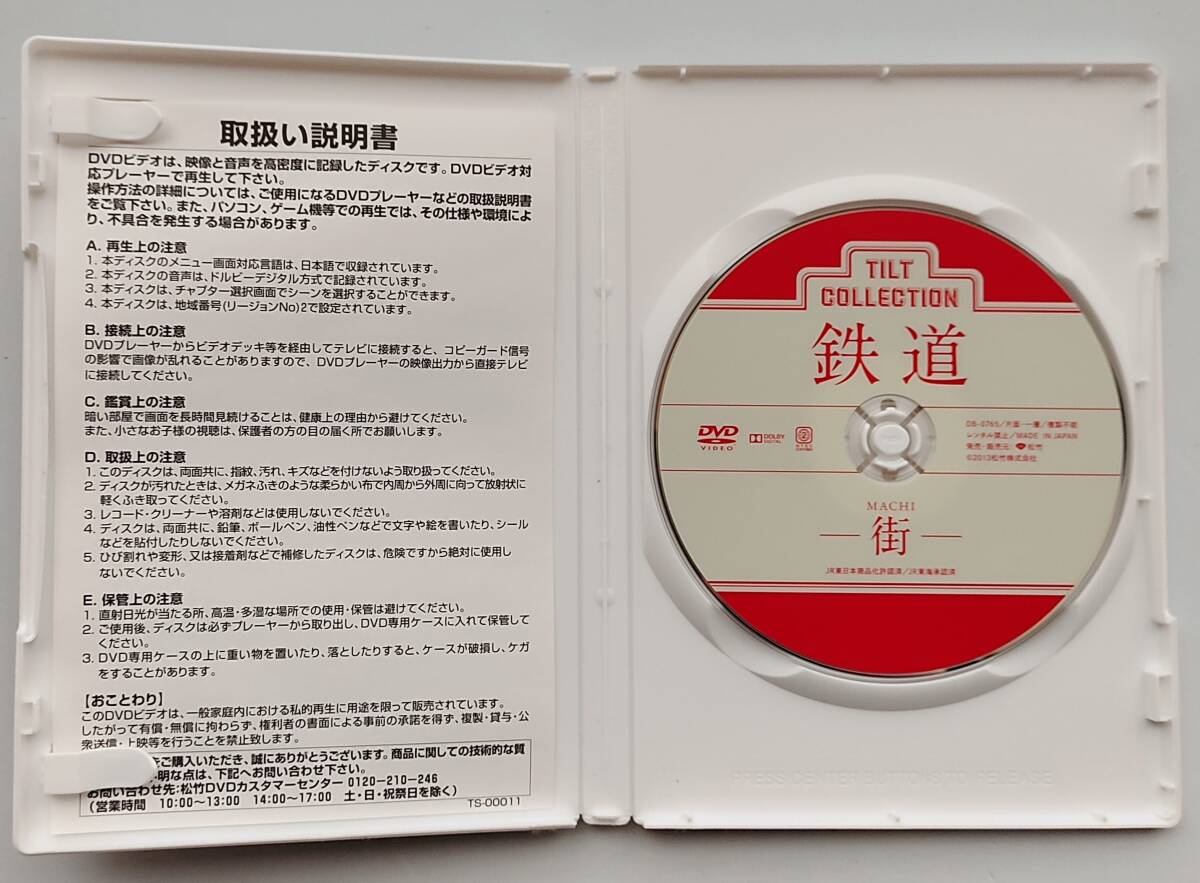 取扱い説明書
DVDビデオは、映像と音声を高密度に記録したディスクです。DVDビデオ対
応プレーヤーで再生して下さい。
操作方法の詳細については、ご使用になるDVDプレーヤーなどの取扱説明書
をご覧下さい。また、パソコン、ゲーム機等での再生では、その仕様や環境によ
り、不具合を発生する場合があります。
A. 再生上の注意
1. 本ディスクのメニュー画面対応言語は、日本語で収録されています。
2. 本ディスクの音声は、ドルビーデジタル方式で記録されています。
3. 本ディスクは、チャプター選択画面でシーンを選択することができます。
4. 本ディスクは、地域番号(リージョンNo)2で設定されています。
B. 接続上の注意
DVDプレーヤーからビデオデッキ等を経由してテレビに接続すると、コピーガード信号
の影響で画像が乱れることがありますので、DVDプレーヤーの映像出力から直接テレビ
に接続してください。
C. 鑑賞上の注意
暗い部屋で画面を長時間見続けることは、健康上の理由から避けてください。
また、小さなお子様の視聴は、保護者の方の目の届く所でお願いします。
D. 取扱上の注意
1. このディスクは、両面共に、指紋、汚れ、キズなどを付けないよう取り扱ってください。
2. ディスクが汚れたときは、メガネふきのような柔らかい布で内周から外周に向って放射状に
軽くふき取ってください。
3. レコード・クリーナーや溶剤などは使用しないでください。
4. ディスクは、両面共に、鉛筆、ボールペン、油性ペンなどで文字や絵を書いたり、シール
などを貼付したりしないでください。
5. ひび割れや変形、又は接着剤などで補修したディスクは、危険ですから絶対に使用し
ないでください。
E. 保管上の注意
1. 直射日光が当たる所、高温・多湿な場所での使用・保管は避けてください。
2. ご使用後、ディスクは必ずプレーヤーから取り出し、DVD専用ケースに入れて保管して
ください。
3. DVD専用ケースの上に重い物を置いたり、落としたりすると、ケースが破損し、ケガ
をすることがあります。
【おことわり】
このDVDビデオは、一般家庭内における私的再生に用途を限って販売されています。
したがって有償・無償に拘わらず、権利者の書面による事前の承諾を得ず、複製・貸与・公
衆送信・上映等を行うことを禁止致します。
をご購入いただき、誠にありがとうございます。商品に関しての技術的な質
明な点は、下記へお問い合わせ下さい。
お問い合わせ先:松竹DVDカスタマーセンター 0120-210-246
(営業時間 10:00〜13:00 14:00〜17:00 土・日・祝祭日を除く)
TS-00011
TILT
COLLECTION
鉄道
DVD
VIDEO
DOLBY
DIGITAL
DB-0765/片面・一層/複製不能
レンタル禁止/MADE IN JAPAN
発売・販売元: 松竹
©2013松竹株式会社
MACHI
街
JR東日本商品化許諾済/JR東海承認済